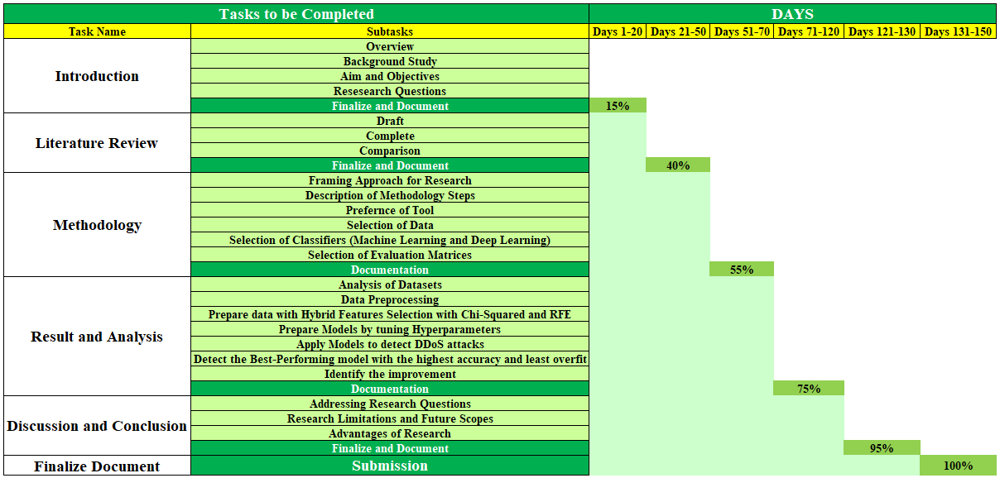 Tasks to be Completed DAYS
Task Name Subtasks Days 1-20 Days 21-50 Days 51-70 Days 71-120 Days 121-130 Days 131-150
Introduction
Overview
Background Study
Aim and Objectives
Resesearch Questions
Finalize and Document 15%
Literature Review
Draft
Complete
Comparison
Finalize and Document 40%
Methodology
Framing Approach for Research
Description of Methodology Steps
Prefernce of Tool
Selection of Data
Selection of Classifiers (Machine Learning and Deep Learning)
Selection of Evaluation Matrices
Documentation 55%
Result and Analysis
Analysis of Datasets
Data Preprocessing
Prepare data with Hybrid Features Selection with Chi-Squared and RFE
Prepare Models by tuning Hyperparameters
Apply Models to detect DDoS attacks
Detect the Best-Performing model with the highest accuracy and least overfit
Identify the improvement
Documentation 75%
Discussion and Conclusion
Addressing Research Questions
Research Limitations and Future Scopes
Advantages of Research
Finalize and Document 95%
Finalize Document Submission 100%